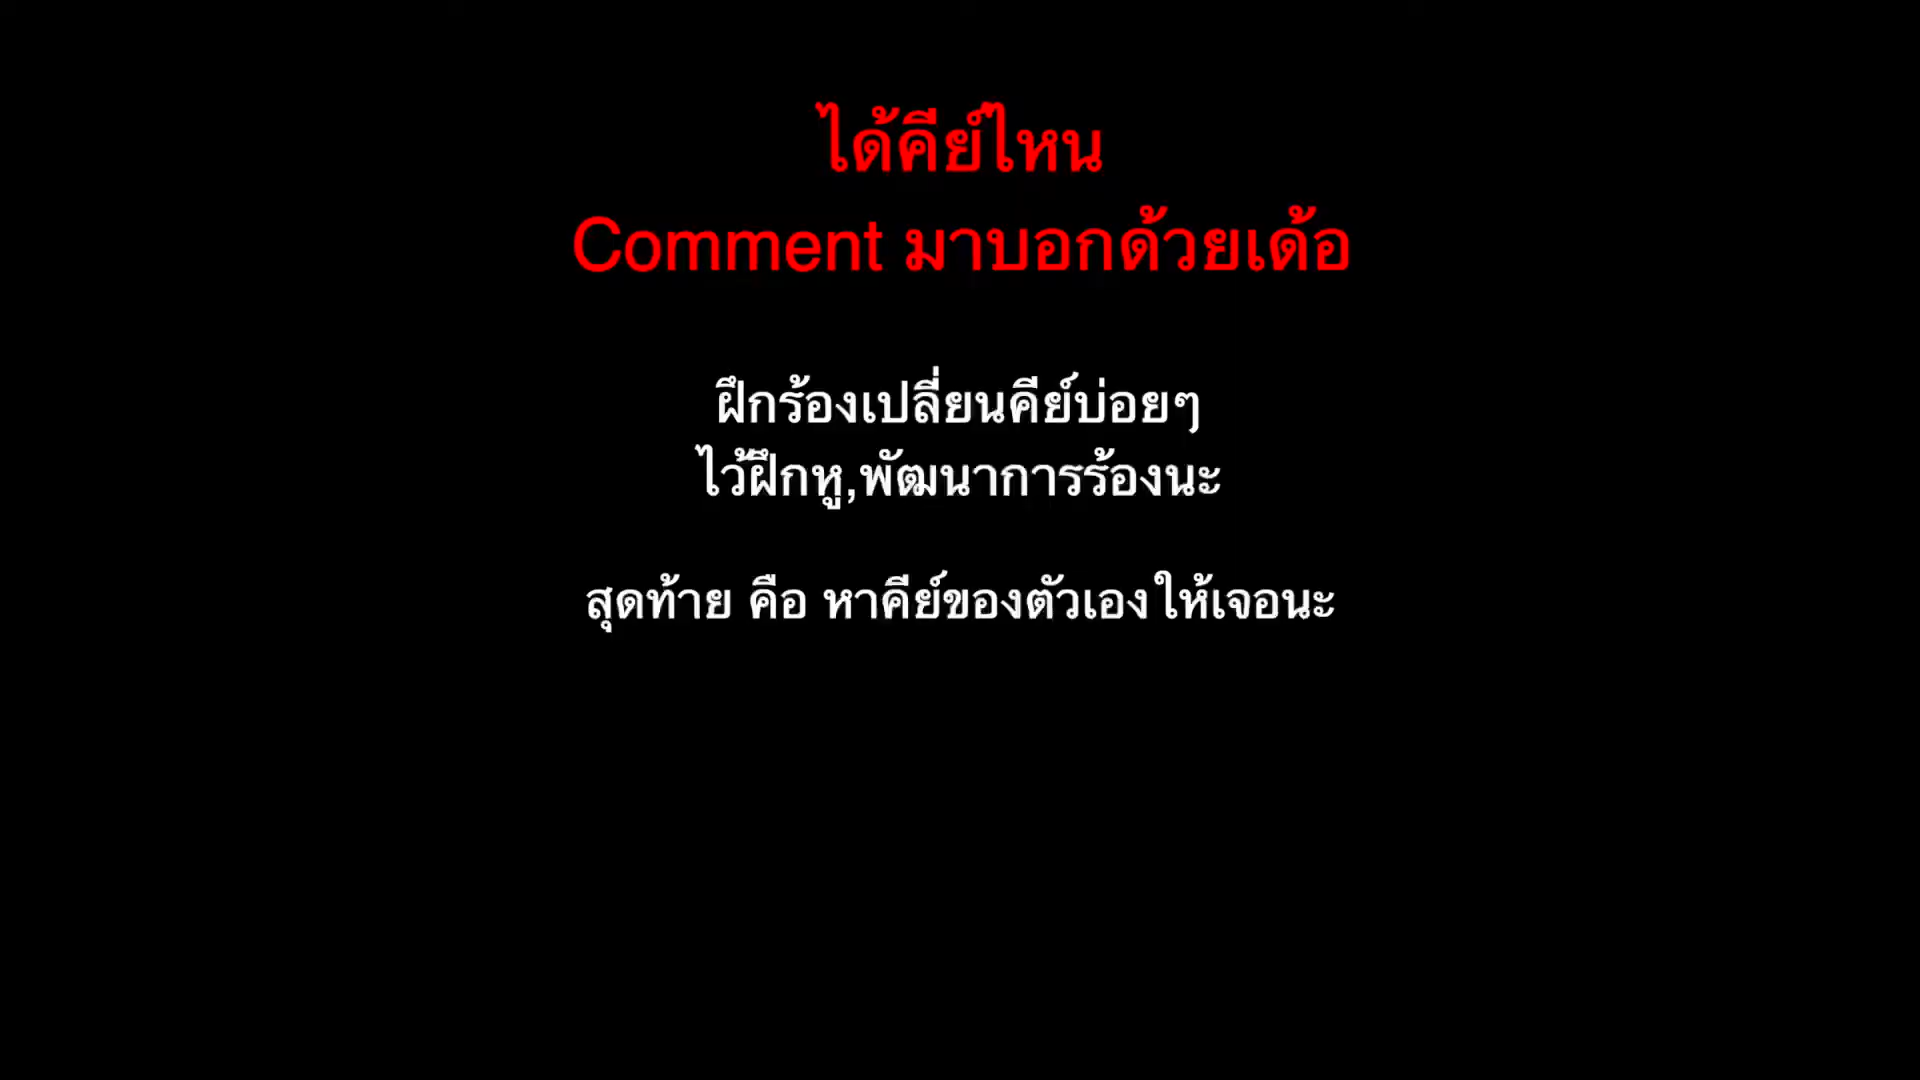 ได้คีย์ไหน
Comment มาบอกด้วยเด้อ
ฝึกร้องเปลี่ยนคีย์บ่อยๆ
ไว้ฝึกหู,พัฒนาการร้องนะ
สุดท้าย คือ หาคีย์ของตัวเองให้เจอนะ